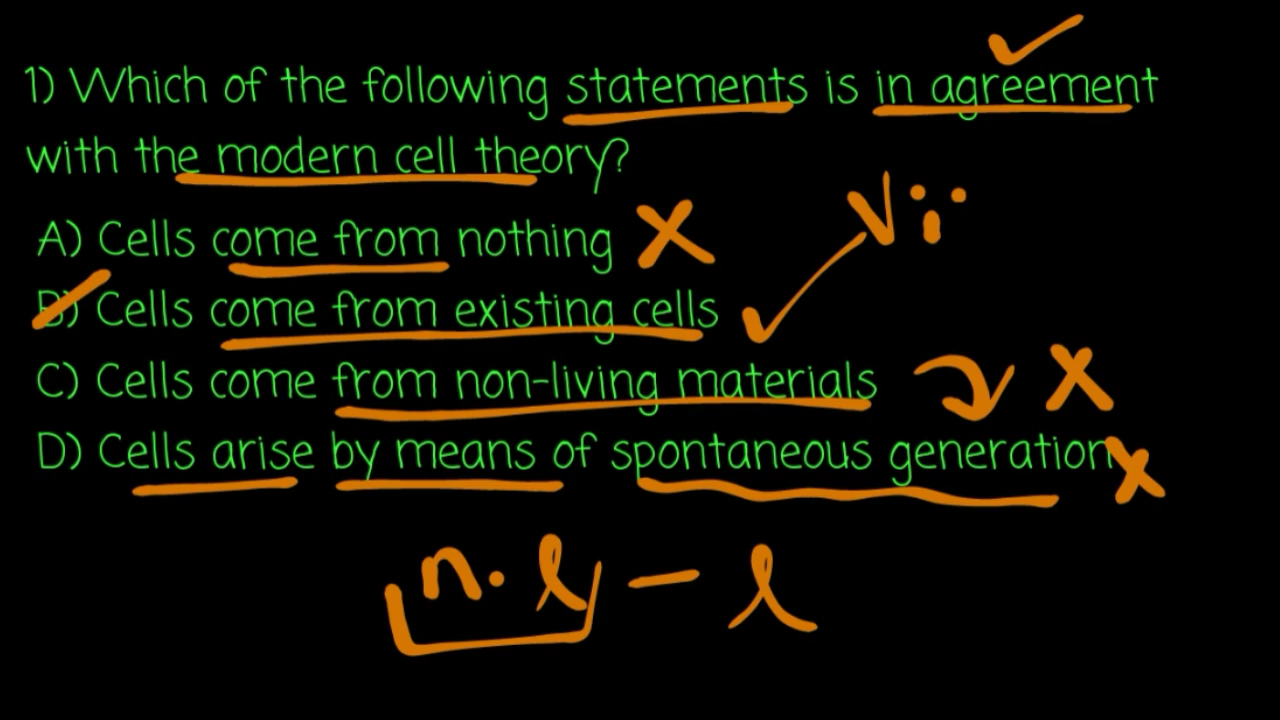 1) Which of the following statements is in agreement
with the modern cell theory?
A) Cells come from nothing X
B) Cells come from existing cells
C) Cells come from non-living materials X
D) Cells arise by means of spontaneous generation X
n. l - l